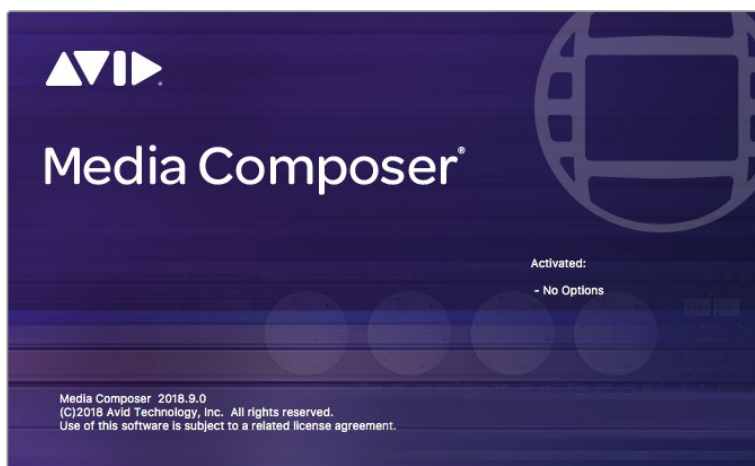 AVID
Media Composer®
Activated:
- No Options
Media Composer 2018.9.0
(C)2018 Avid Technology, Inc. All rights reserved.
Use of this software is subject to a related license agreement.